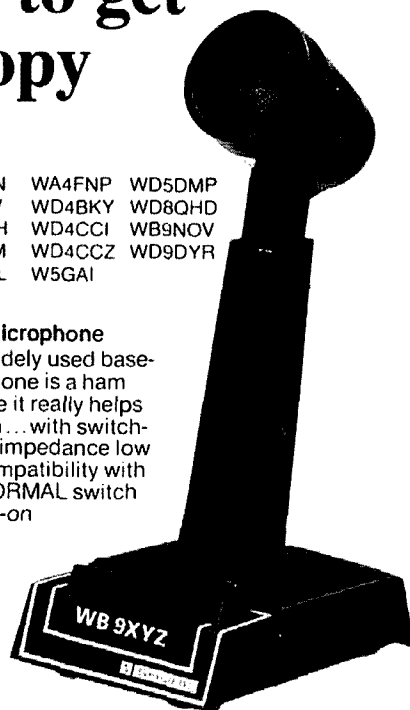 to get
opy
N WA4FNP WD5DMP
WD4BKY WD8QHD
H WD4CCI WB9NOV
M WD4CCZ WD9DYR
L W5GAI
icrophone
dely used base-
one is a ham
e it really helps
... with switch-
impedance low
mpatibility with
ORMAL switch
-on
WB 9XYZ